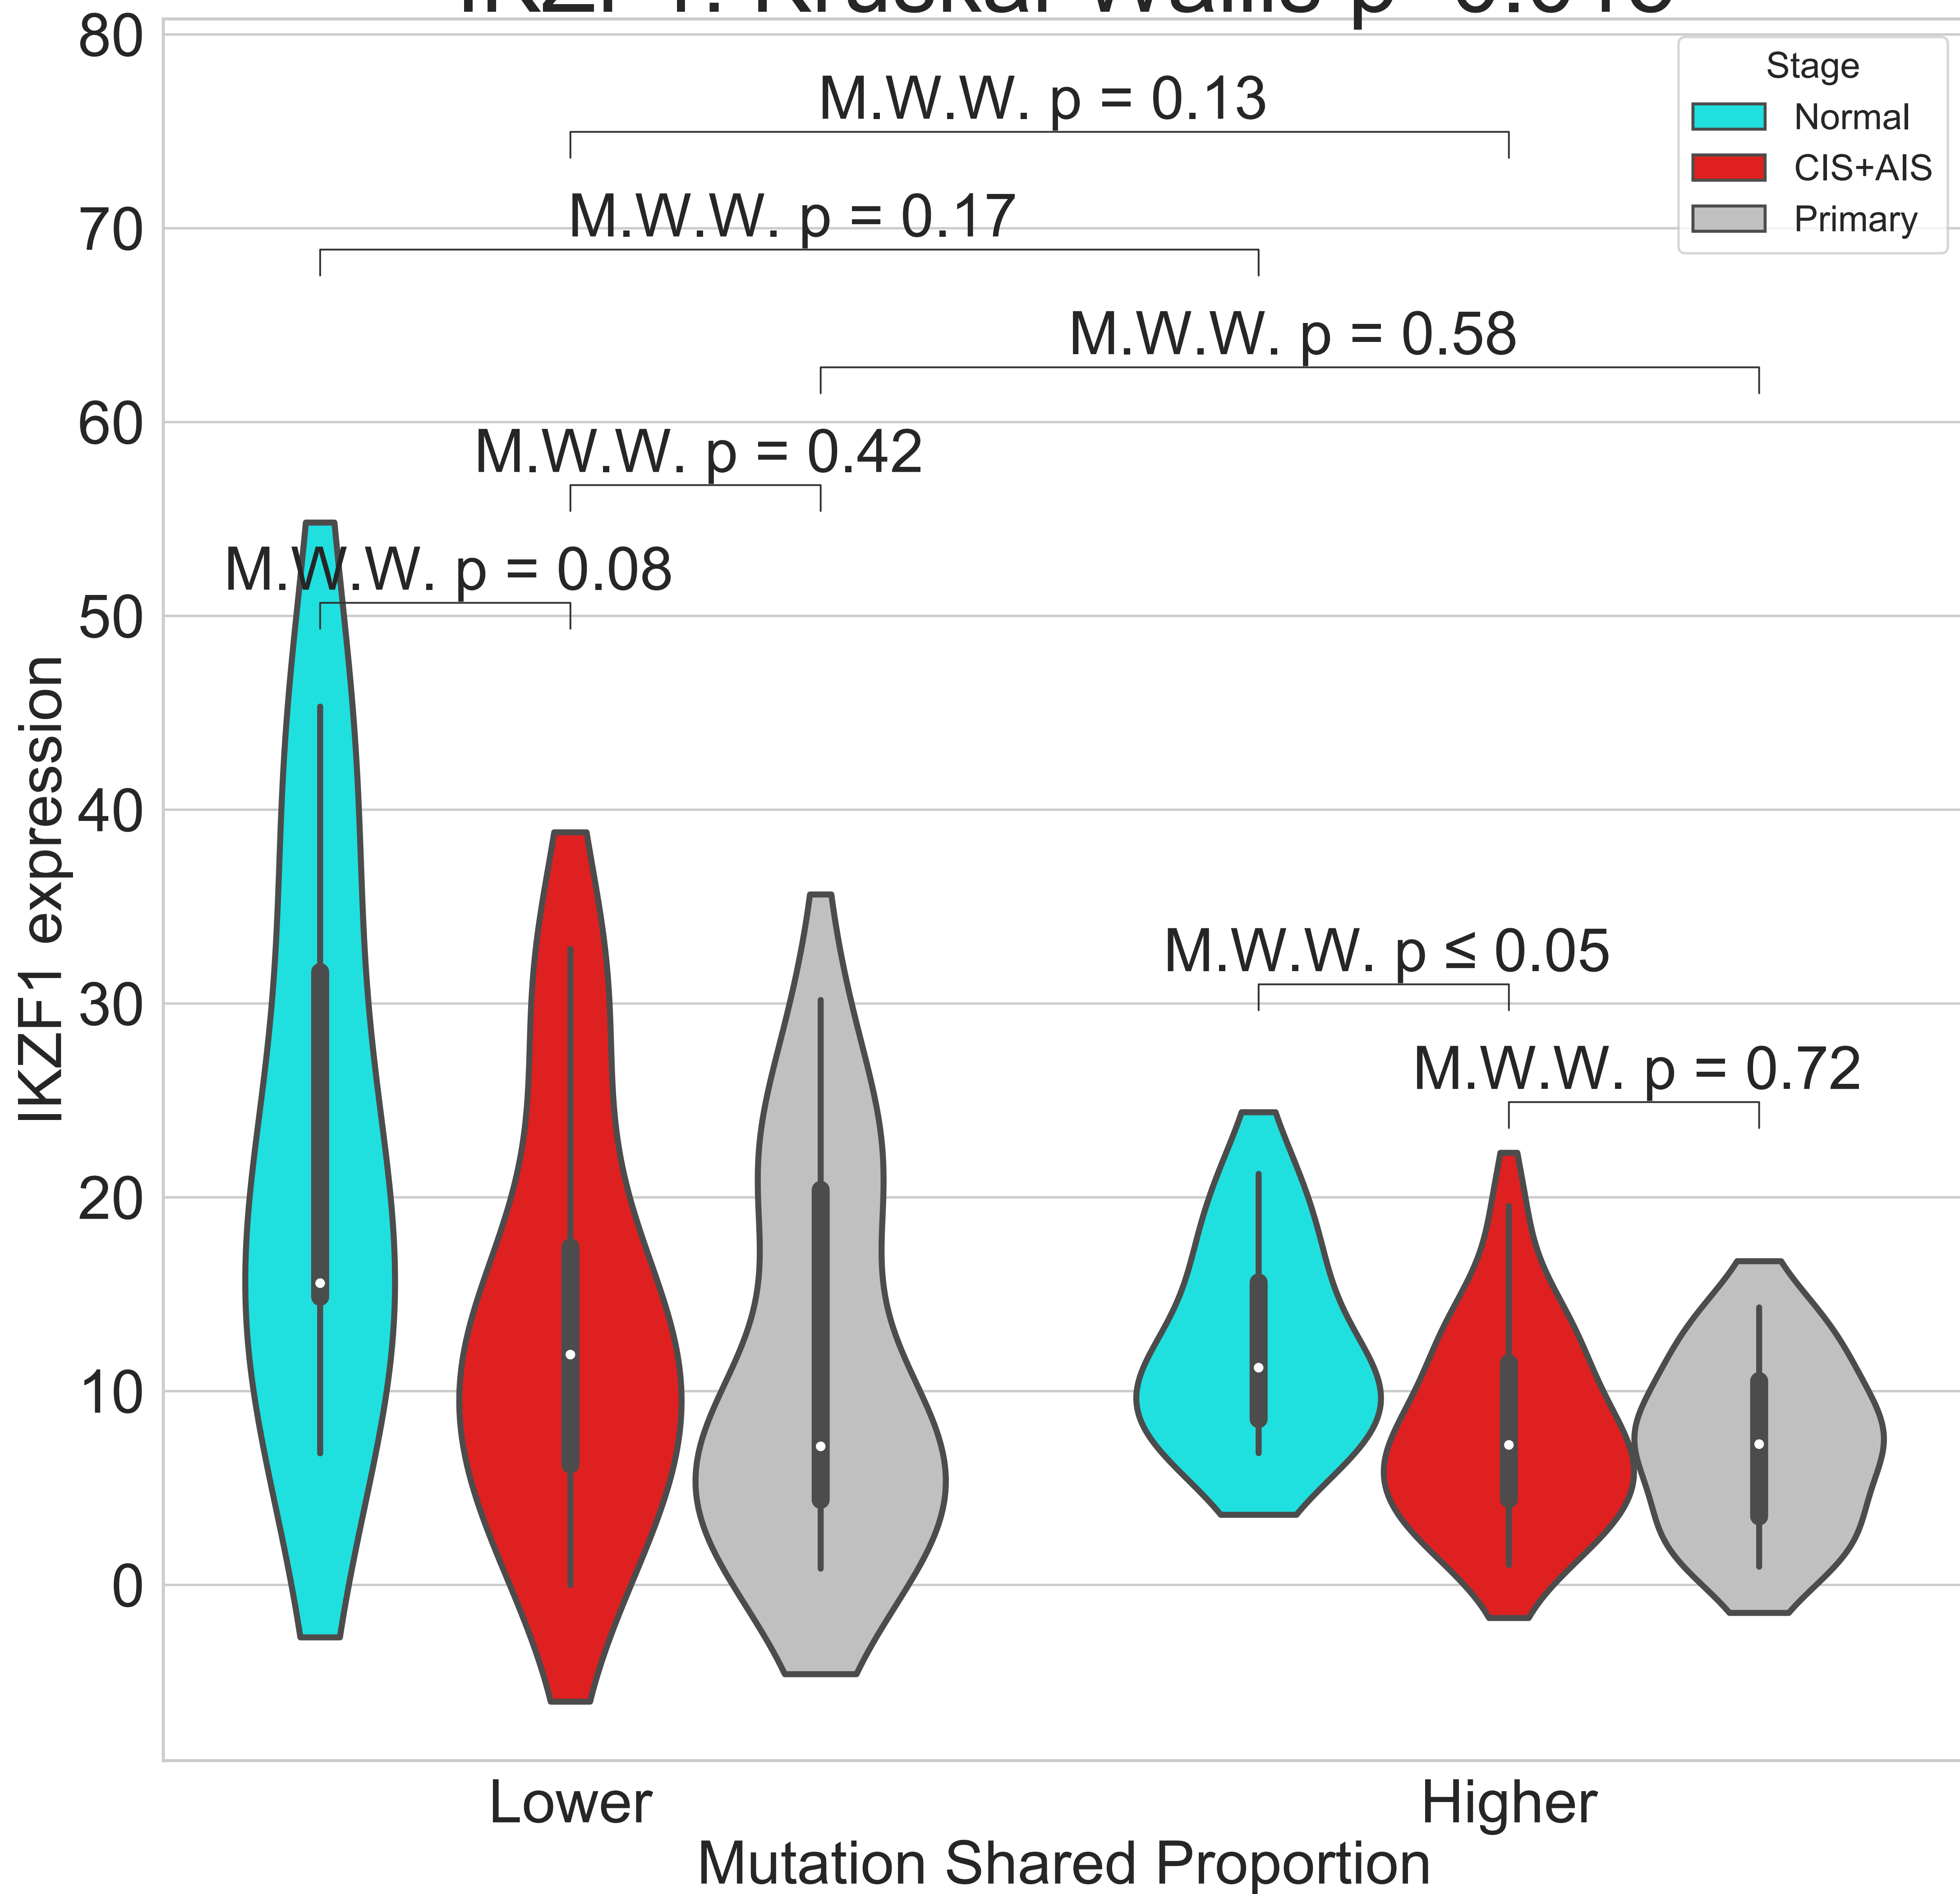 80
Stage
Normal
CIS+AIS
Primary
M.W.W. p = 0.13
70
M.W.W. p = 0.17
M.W.W. p = 0.58
60
M.W.W. p = 0.42
M.W.W. p = 0.08
50
40
IKZF1 expression
M.W.W. p ≤ 0.05
30
M.W.W. p = 0.72
20
10
0
Lower
Higher
Mutation Shared Proportion